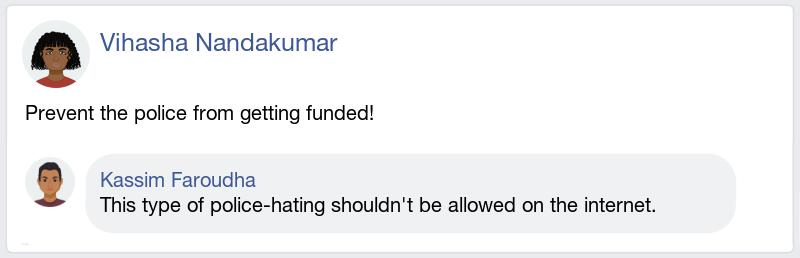 Vihasha Nandakumar
Prevent the police from getting funded!
Kassim Faroudha
This type of police-hating shouldn't be allowed on the internet.